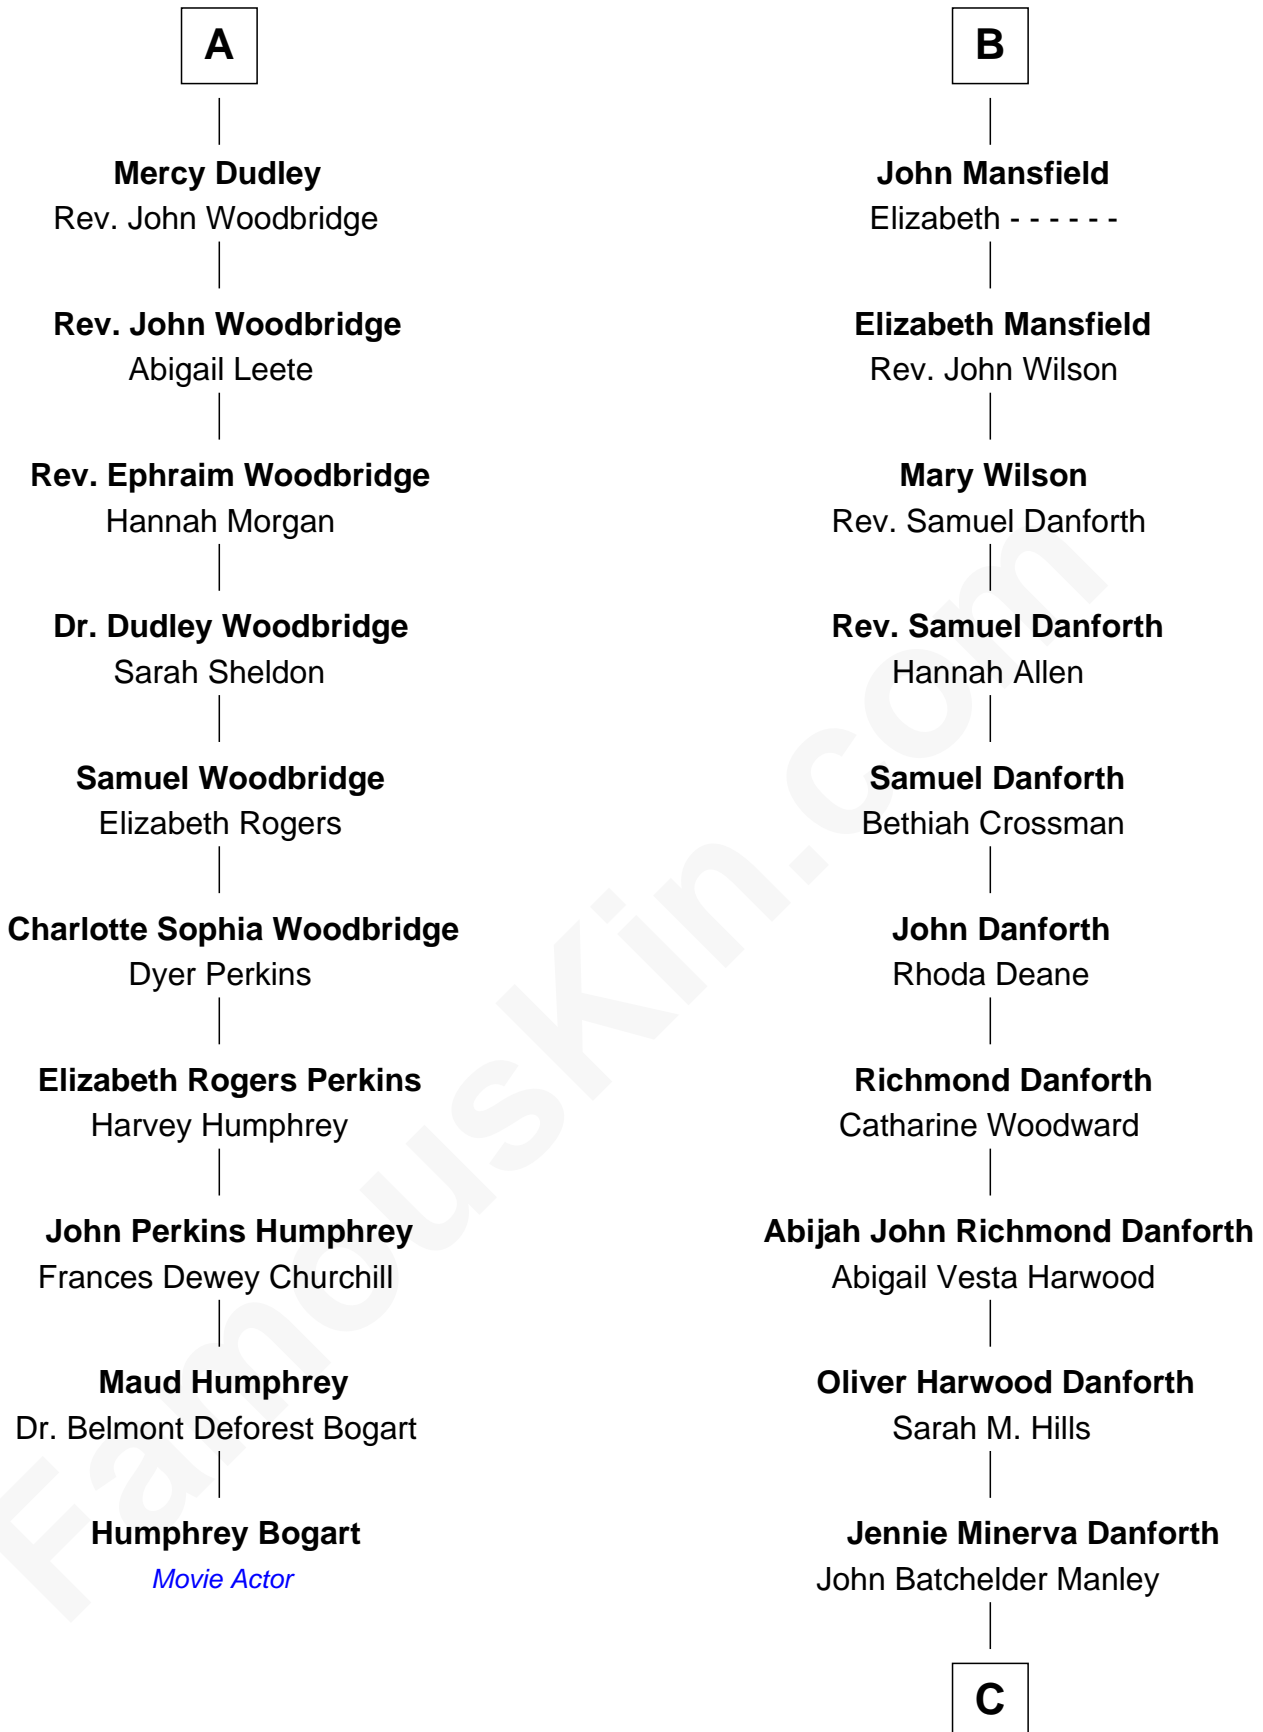 A
Mercy Dudley
Rev. John Woodbridge
Rev. John Woodbridge
Abigail Leete
Rev. Ephraim Woodbridge
Hannah Morgan
Dr. Dudley Woodbridge
Sarah Sheldon
Samuel Woodbridge
Elizabeth Rogers
Charlotte Sophia Woodbridge
Dyer Perkins
Elizabeth Rogers Perkins
Harvey Humphrey
John Perkins Humphrey
Frances Dewey Churchill
Maud Humphrey
Dr. Belmont Deforest Bogart
Humphrey Bogart
Movie Actor
B
John Mansfield
Elizabeth - - - - - -
Elizabeth Mansfield
Rev. John Wilson
Mary Wilson
Rev. Samuel Danforth
Rev. Samuel Danforth
Hannah Allen
Samuel Danforth
Bethiah Crossman
John Danforth
Rhoda Deane
Richmond Danforth
Catharine Woodward
Abijah John Richmond Danforth
Abigail Vesta Harwood
Oliver Harwood Danforth
Sarah M. Hills
Jennie Minerva Danforth
John Batchelder Manley
C
FamousKin.com